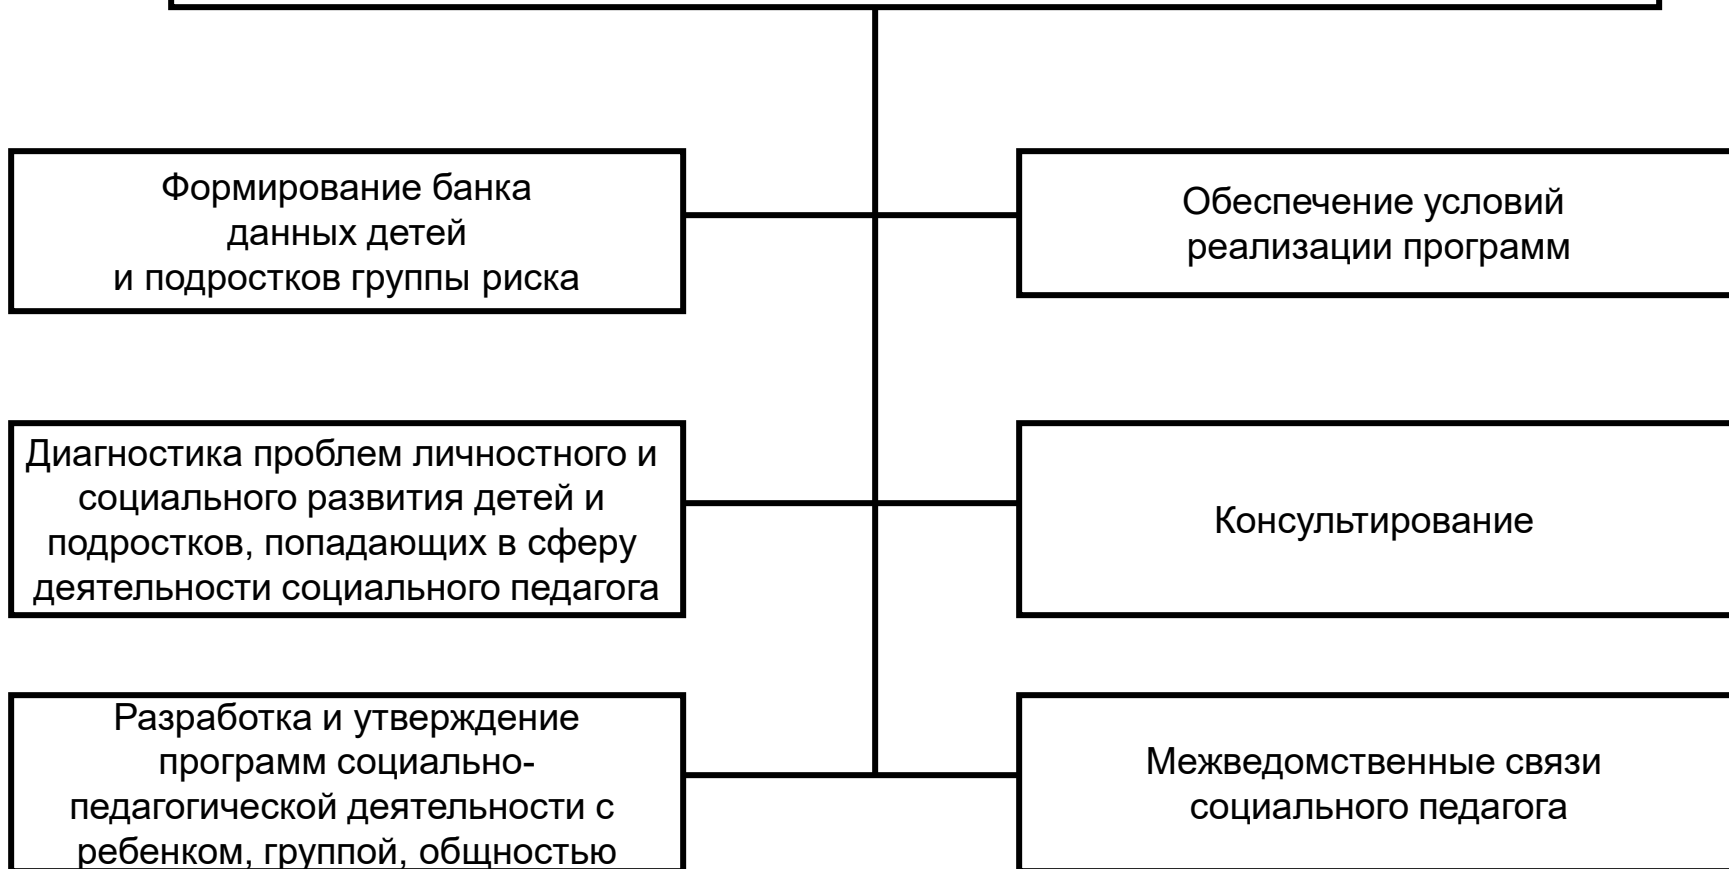 Формирование банка
данных детей
и подростков группы риска
Обеспечение условий
реализации программ
Диагностика проблем личностного и
социального развития детей и
подростков, попадающих в сферу
деятельности социального педагога
Консультирование
Разработка и утверждение
программ социально-
педагогической деятельности с
ребенком, группой, общностью
Межведомственные связи
социального педагога